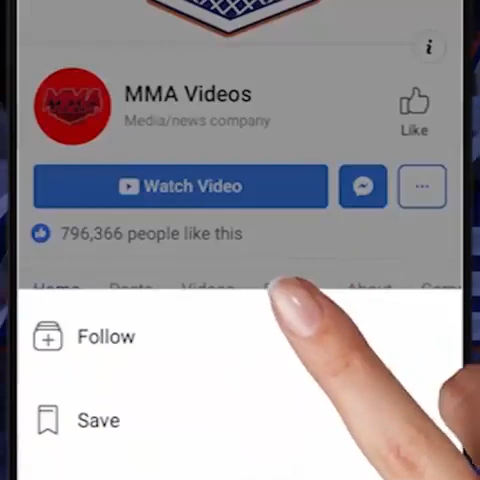 MMA
MMA Videos
Media/news company
Like
Watch Video
796,366 people like this
Home Posts Videos About
Follow
Save